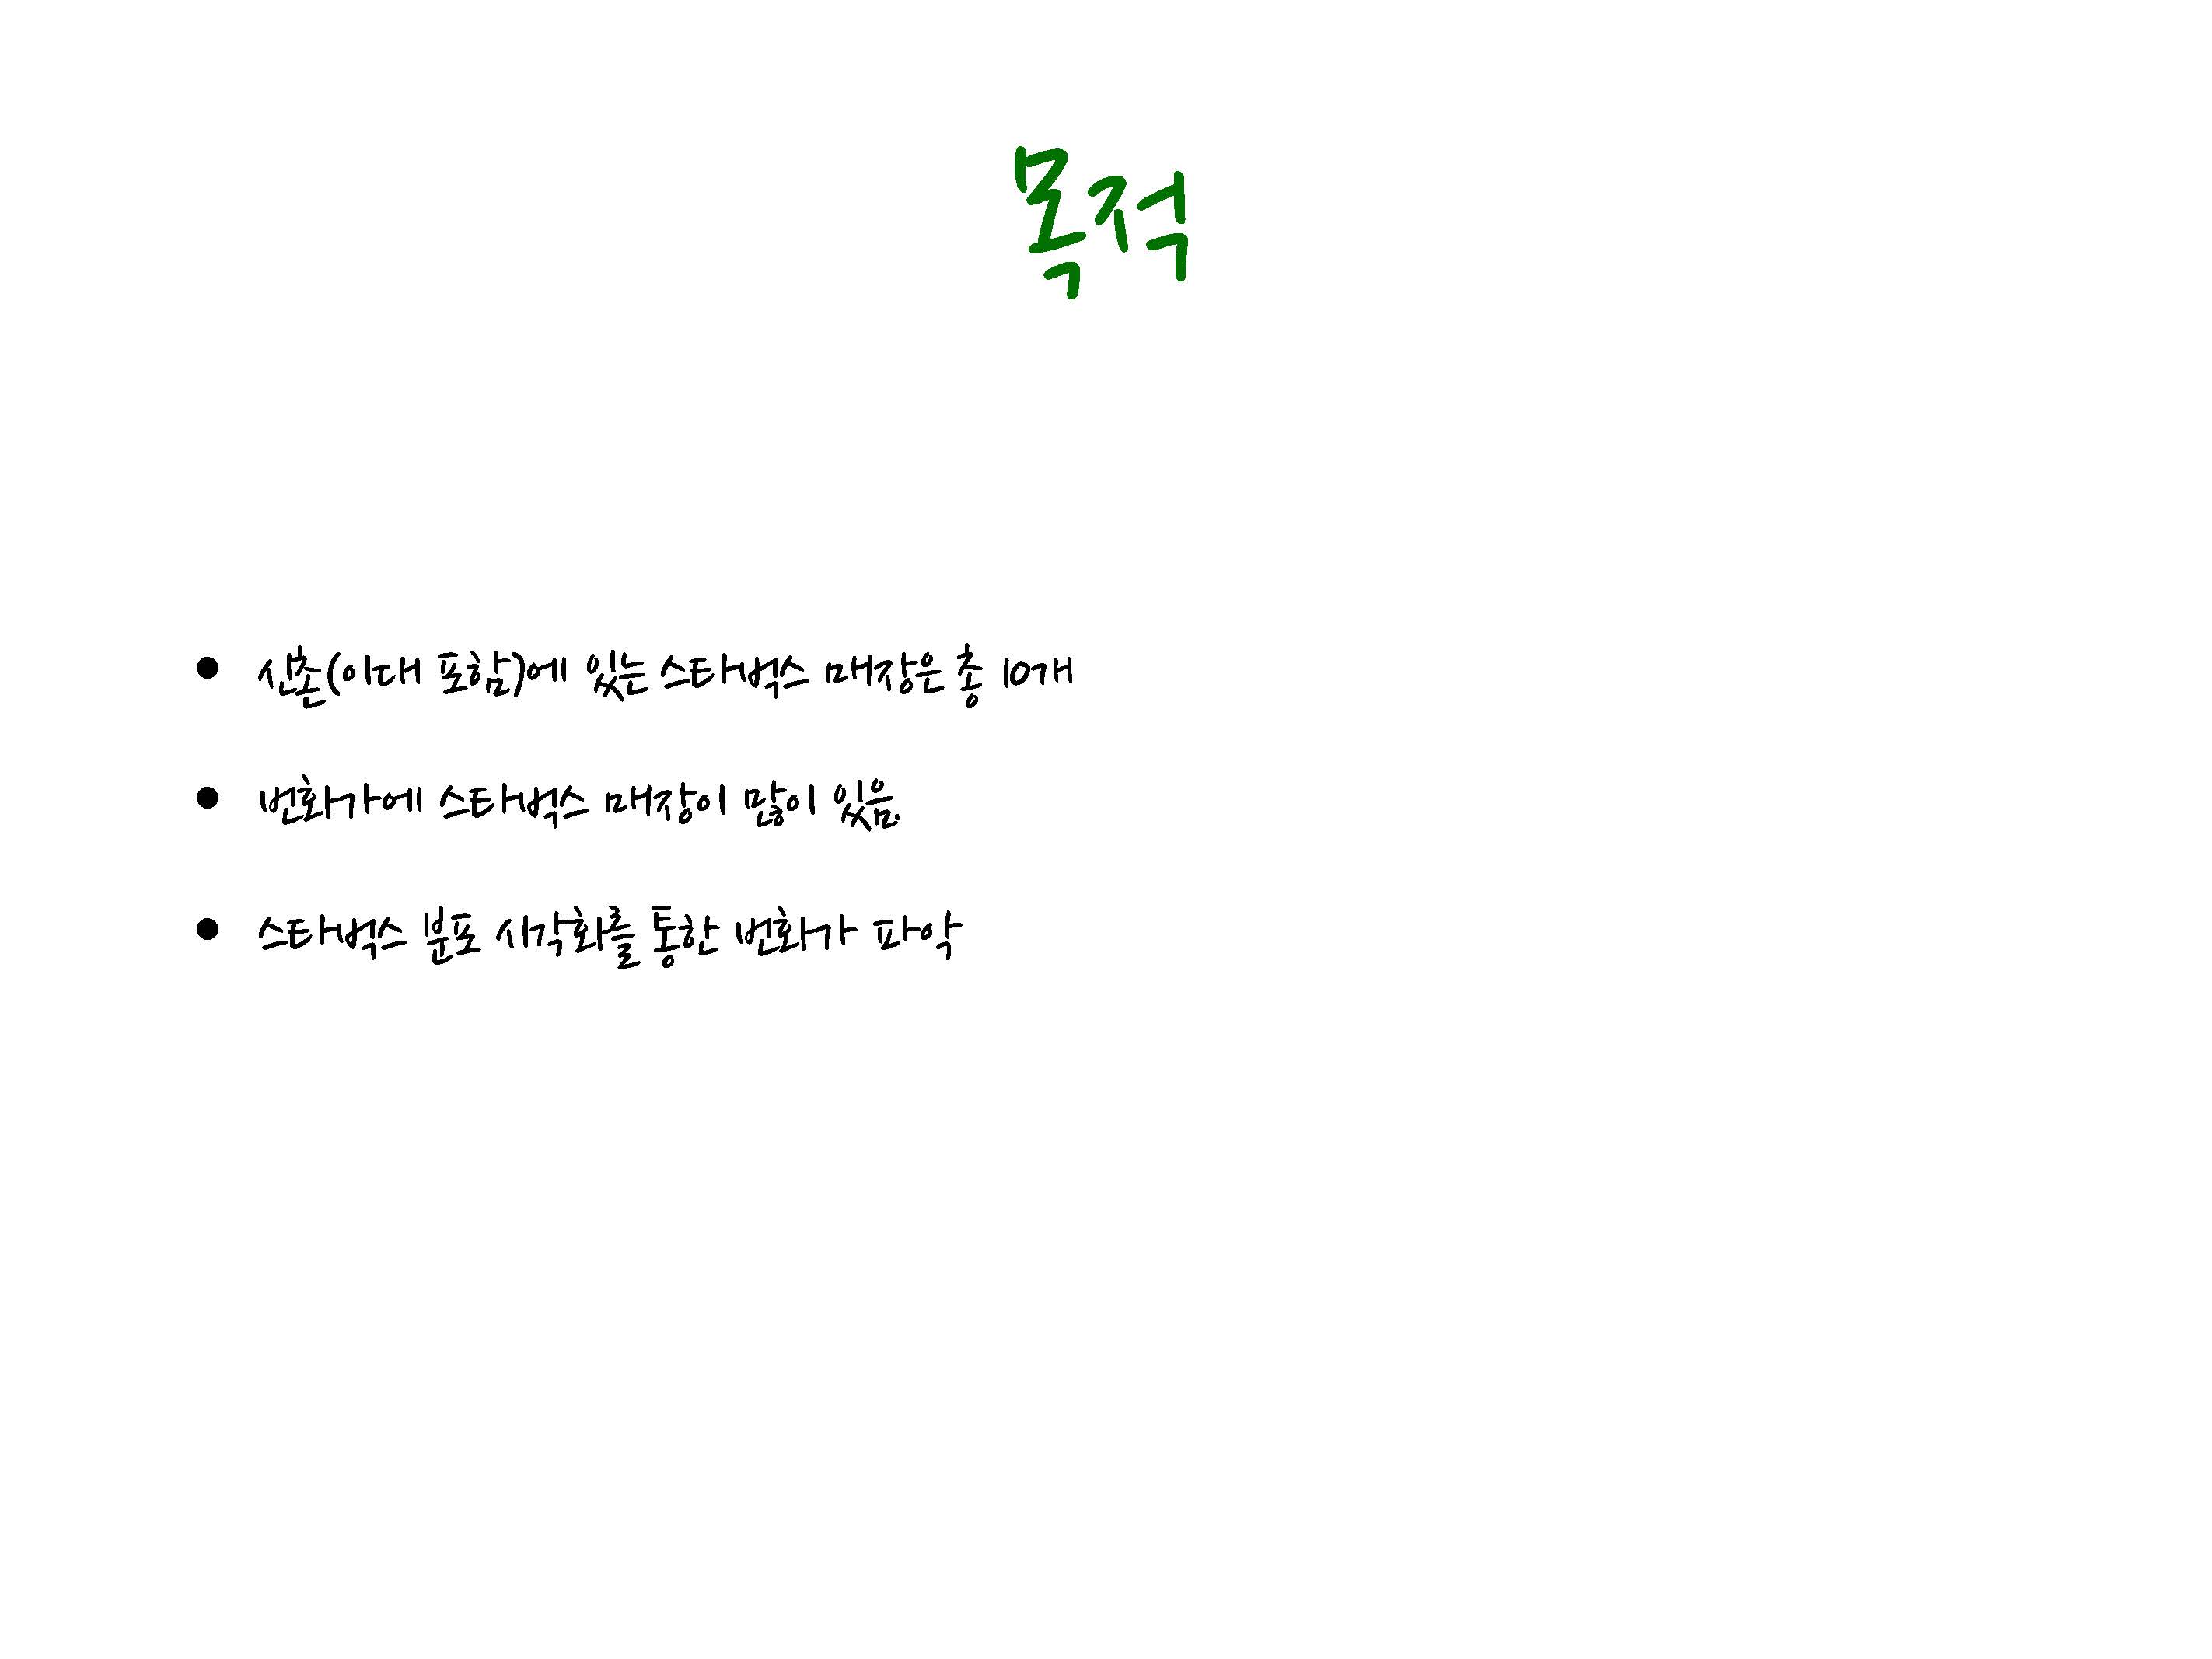 목적
● 신촌(이대 포함)에 있는 스타벅스 매장은 총 10개
● 번화가에 스타벅스 매장이 많이 있음.
● 스타벅스 분포 시각화를 통한 번화가 파악